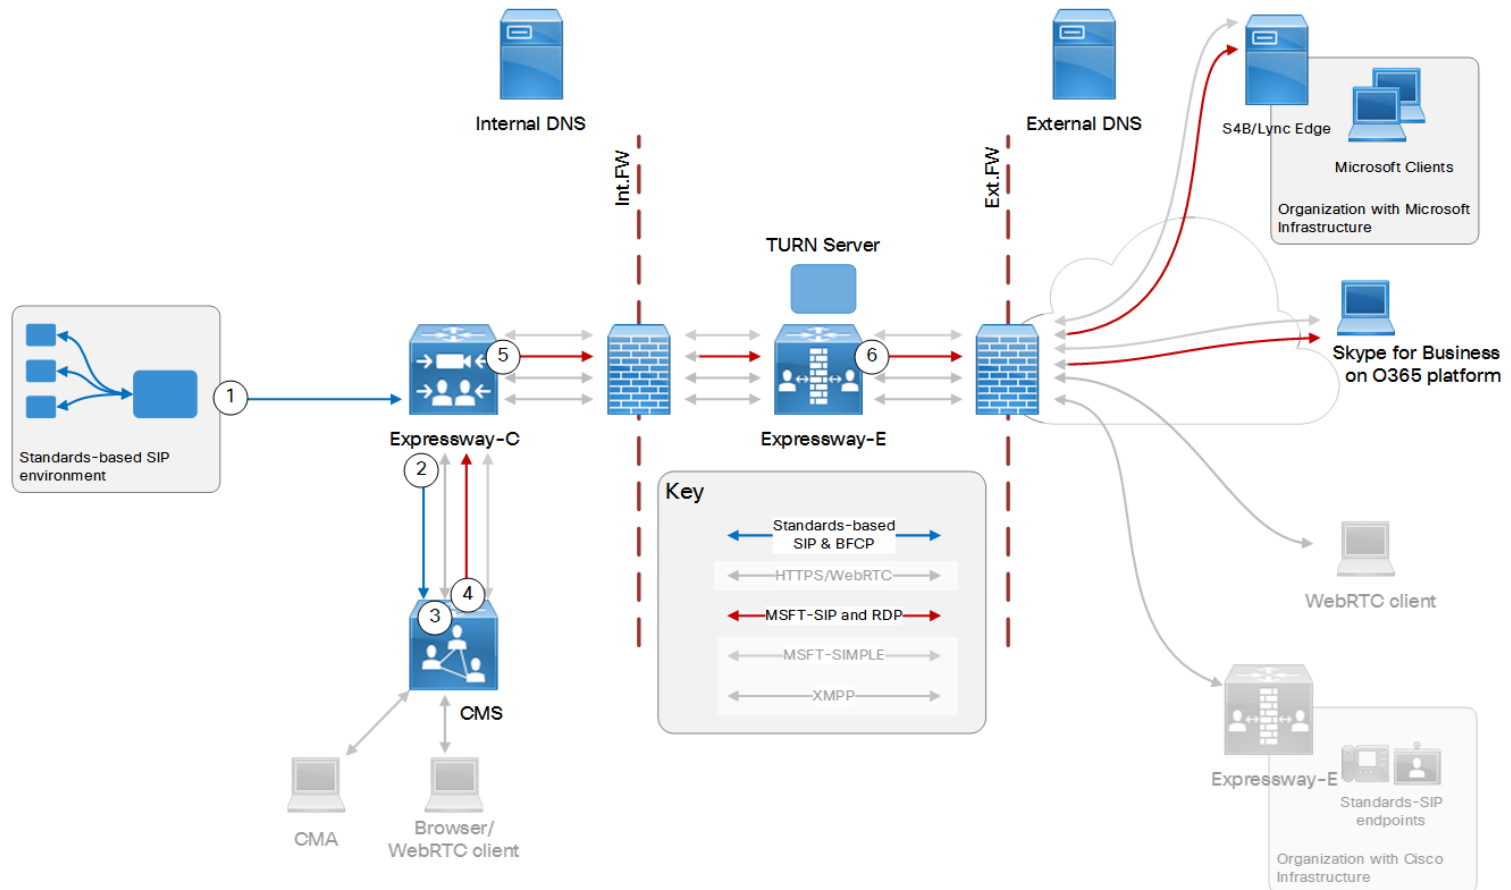 Internal DNS
External DNS
S4B/Lync Edge
Microsoft Clients
Organization with Microsoft
Infrastructure
Int.FW
Ext.FW
TURN Server
Skype for Business
on O365 platform
1
5
6
Standards-based SIP
environment
Expressway-C
Expressway-E
2
Key
Standards-based
SIP & BFCP
HTTPS/WebRTC
MSFT-SIP and RDP
MSFT-SIMPLE
XMPP
4
3
CMS
WebRTC client
CMA
Browser/
WebRTC client
Expressway-E
Standards-SIP
endpoints
Organization with Cisco
Infrastructure